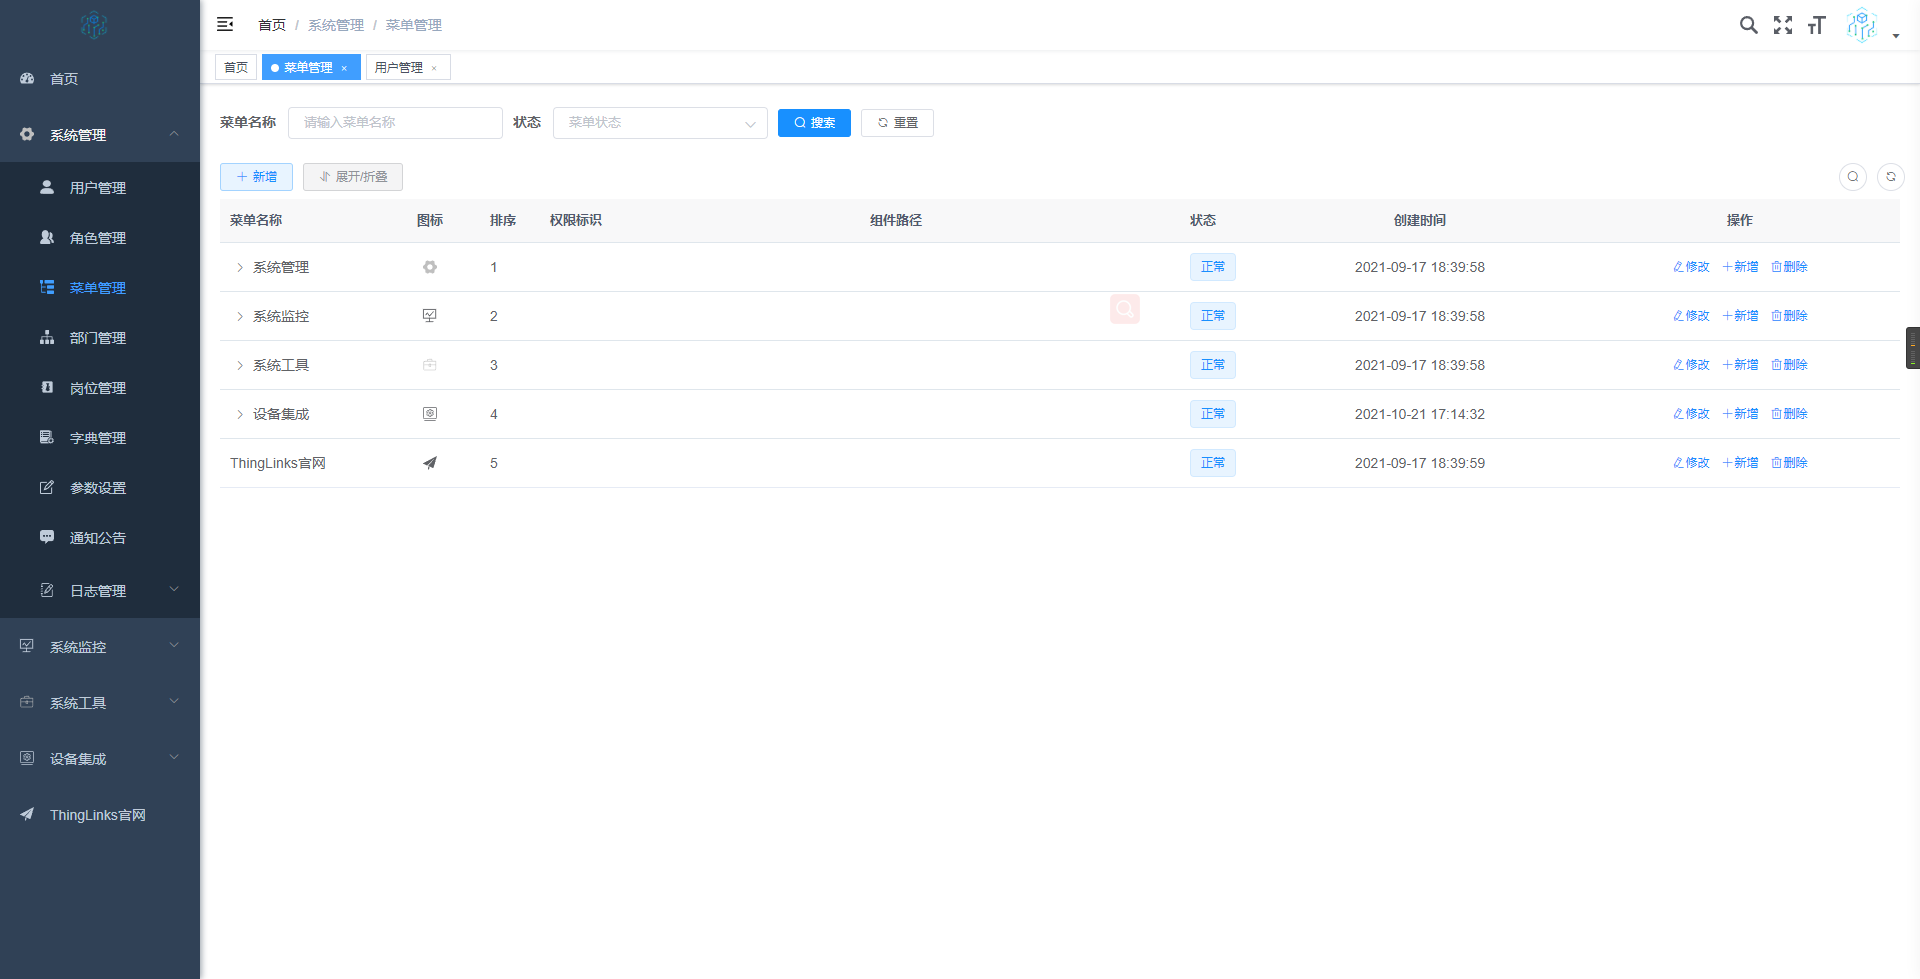 首页 / 系统管理 / 菜单管理
首页
菜单管理 ×
用户管理 ×
首页
系统管理
用户管理
角色管理
菜单管理
部门管理
岗位管理
字典管理
参数设置
通知公告
日志管理
系统监控
系统工具
设备集成
ThingLinks官网
菜单名称 请输入菜单名称 状态 菜单状态 搜索 重置
新增 展开/折叠
菜单名称 图标 排序 权限标识 组件路径 状态 创建时间 操作
系统管理 1 正常 2021-09-17 18:39:58 修改 新增 删除
系统监控 2 正常 2021-09-17 18:39:58 修改 新增 删除
系统工具 3 正常 2021-09-17 18:39:58 修改 新增 删除
设备集成 4 正常 2021-10-21 17:14:32 修改 新增 删除
ThingLinks官网 5 正常 2021-09-17 18:39:59 修改 新增 删除